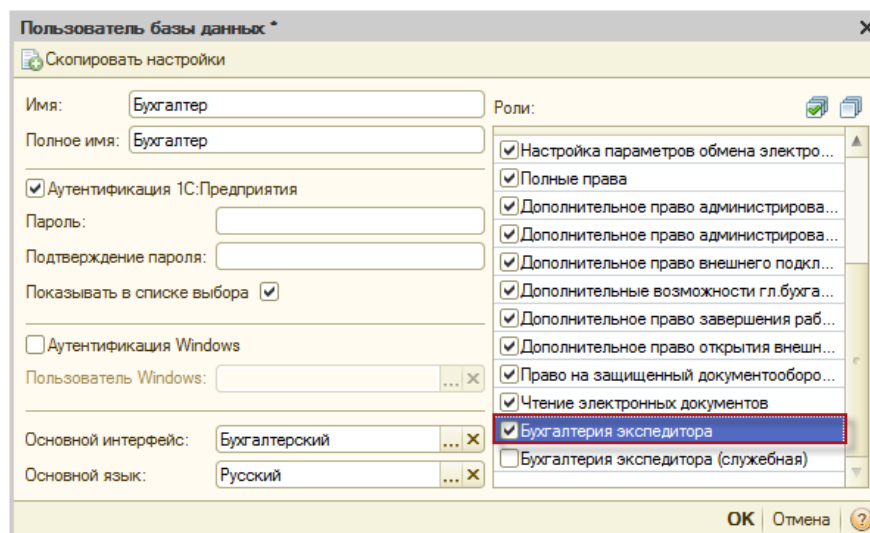 Пользователь базы данных *
Скопировать настройки
Имя: Бухгалтер
Полное имя: Бухгалтер
Аутентификация 1С:Предприятия
Пароль:
Подтверждение пароля:
Показывать в списке выбора
Аутентификация Windows
Пользователь Windows: ...
Основной интерфейс: Бухгалтерский ...
Основной язык: Русский ...
Роли:
Настройка параметров обмена электро...
Полные права
Дополнительное право администрирова...
Дополнительное право администрирова...
Дополнительное право внешнего подкл...
Дополнительные возможности гл.бухга...
Дополнительное право завершения раб...
Дополнительное право открытия внешн...
Право на защищенный документооборо...
Чтение электронных документов
Бухгалтерия экспедитора
Бухгалтерия экспедитора (служебная)
ОК Отмена ?